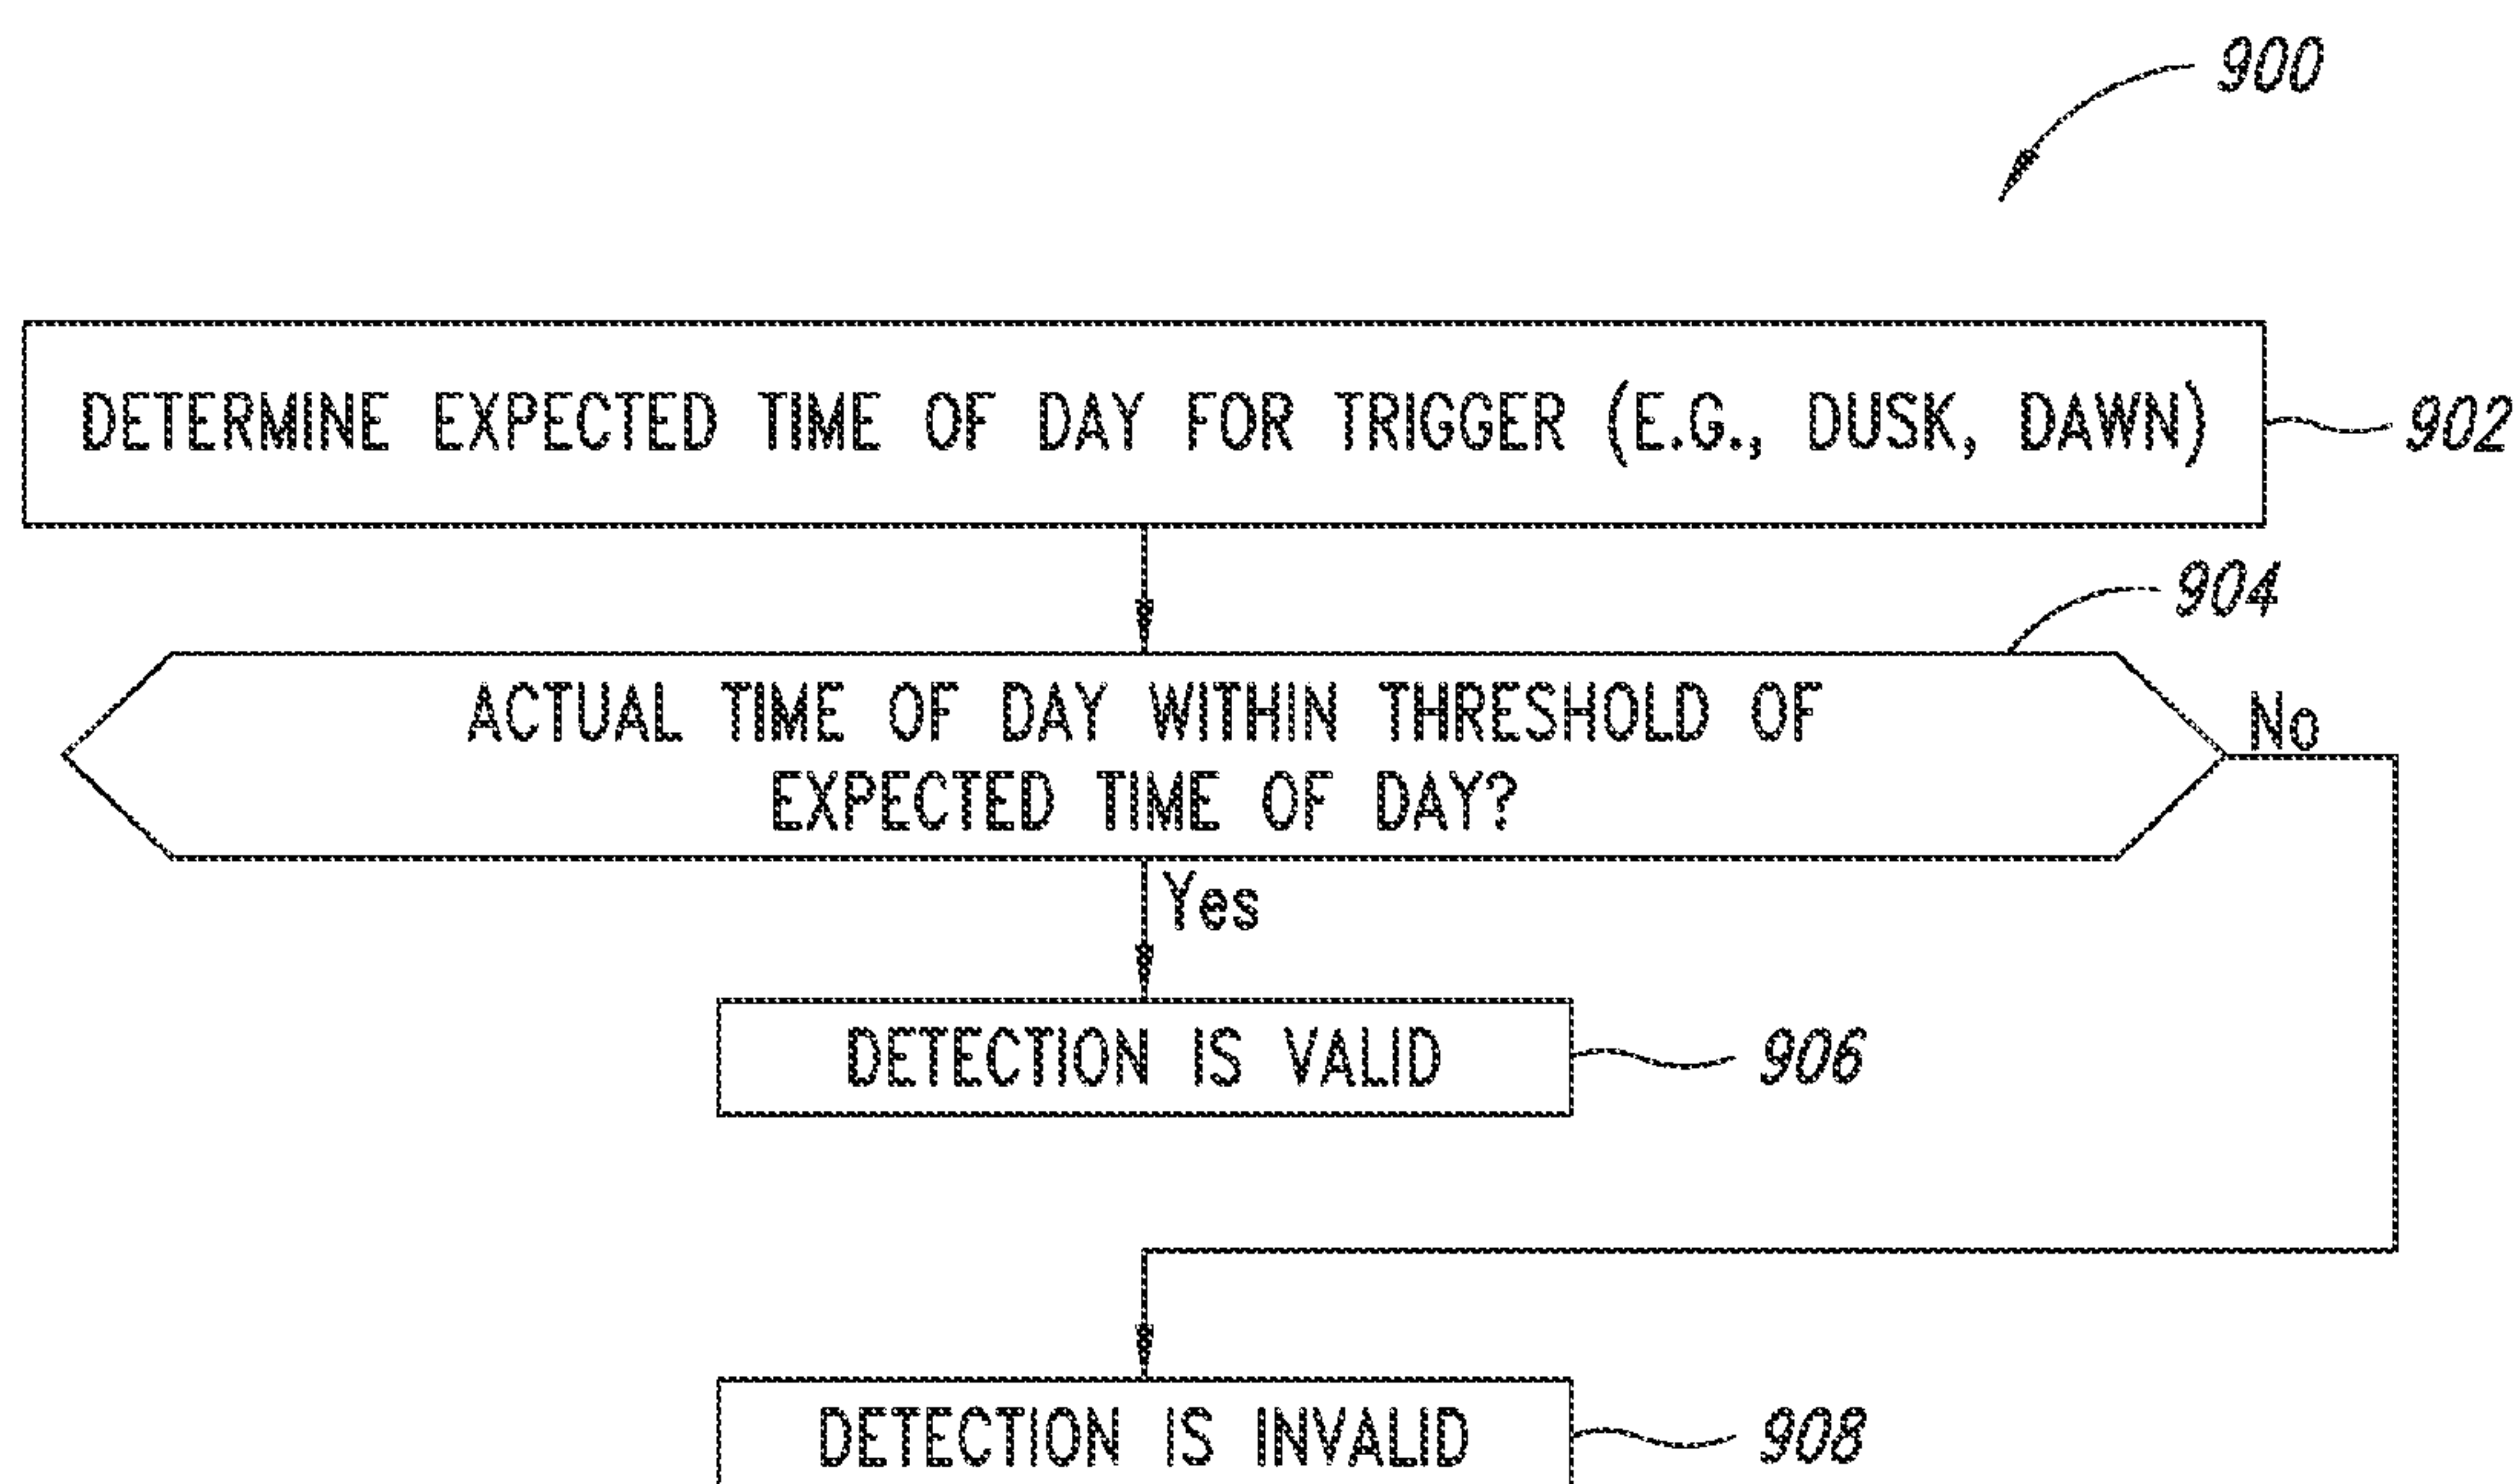 900
DETERMINE EXPECTED TIME OF DAY FOR TRIGGER (E.G., DUSK, DAWN)
902
904
ACTUAL TIME OF DAY WITHIN THRESHOLD OF
EXPECTED TIME OF DAY?
No
Yes
DETECTION IS VALID
906
DETECTION IS INVALID
908